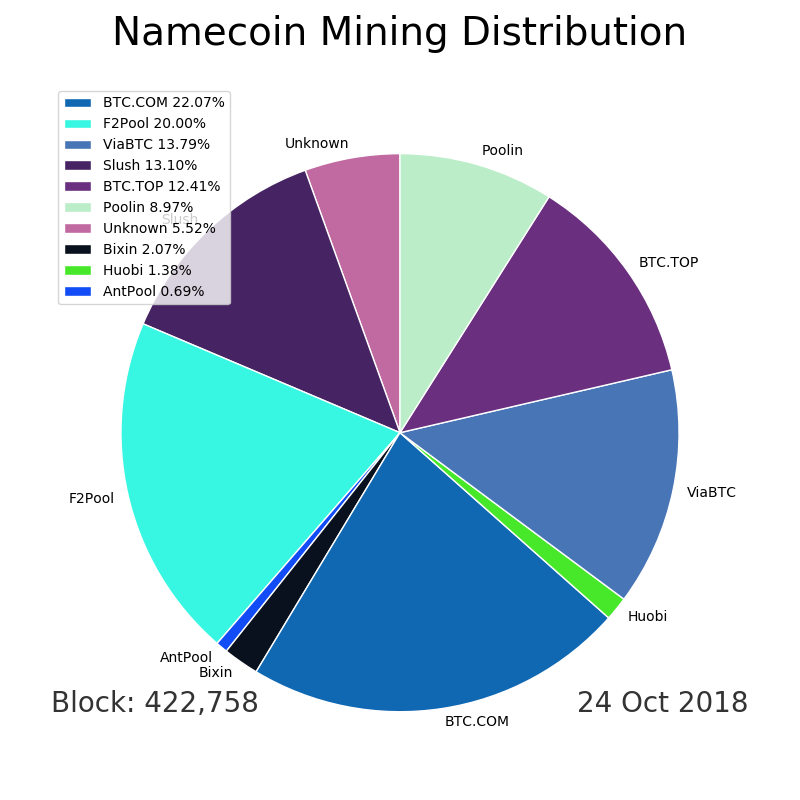 Namecoin Mining Distribution
BTC.COM 22.07%
F2Pool 20.00%
ViaBTC 13.79%
Slush 13.10%
BTC.TOP 12.41%
Poolin 8.97%
Unknown 5.52%
Bixin 2.07%
Huobi 1.38%
AntPool 0.69%
Unknown
Poolin
Slush
BTC.TOP
F2Pool
ViaBTC
Huobi
AntPool
Bixin
BTC.COM
Block: 422,758
24 Oct 2018